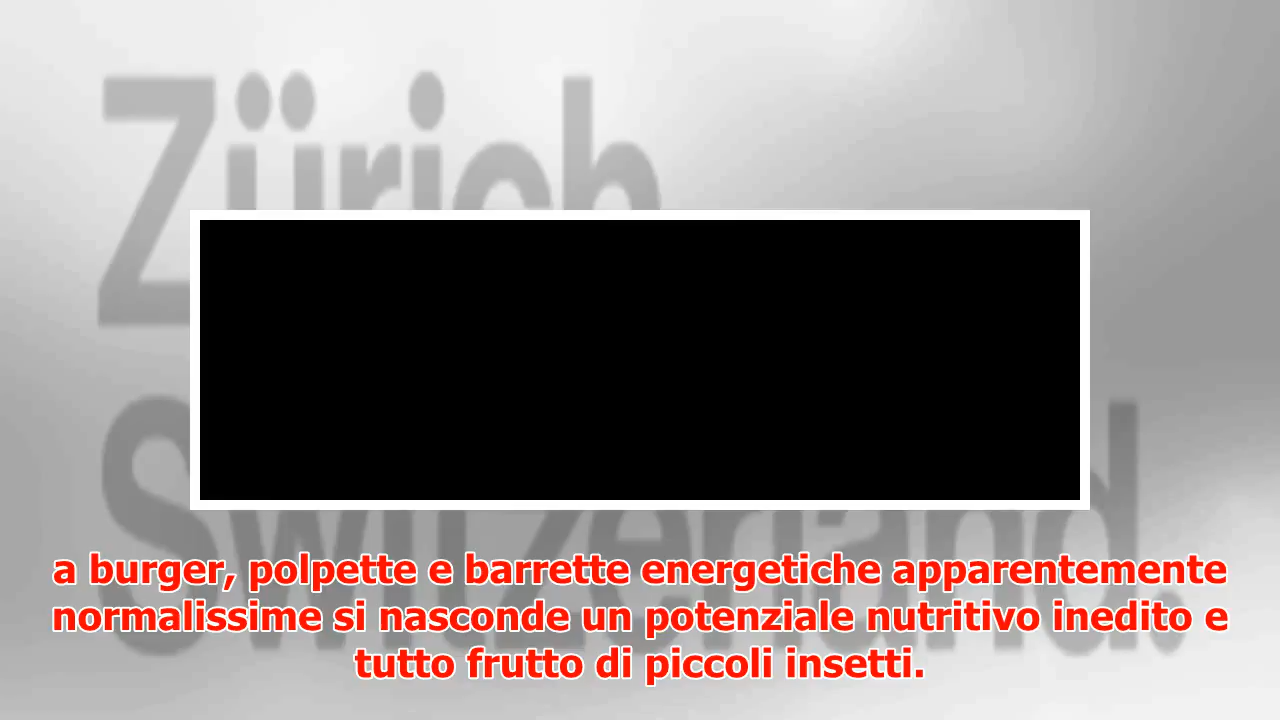 Zürich
Switzerland.
a burger, polpette e barrette energetiche apparentemente
normalissime si nasconde un potenziale nutritivo inedito e
tutto frutto di piccoli insetti.